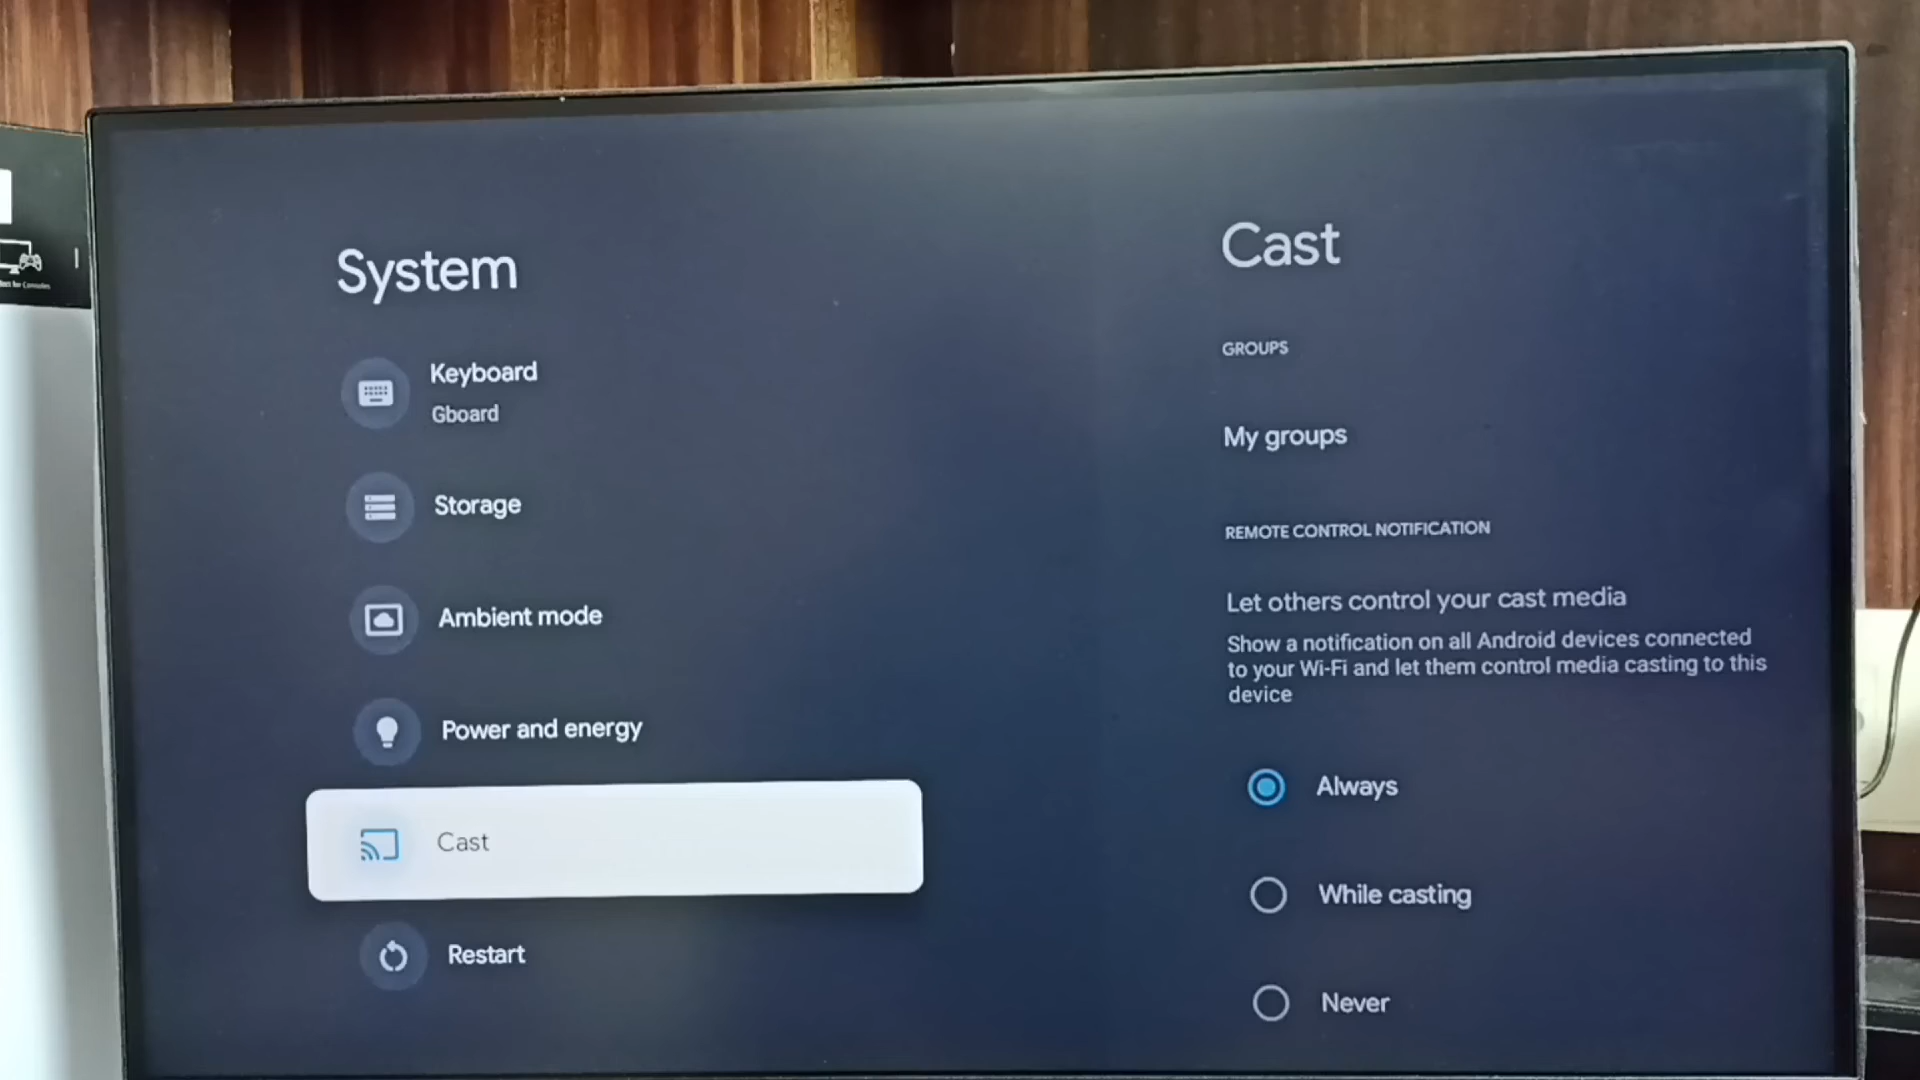 System
Keyboard
Gboard
Storage
Ambient mode
Power and energy
Cast
Restart
Cast
GROUPS
My groups
REMOTE CONTROL NOTIFICATION
Let others control your cast media
Show a notification on all Android devices connected
to your Wi-Fi and let them control media casting to this
device
Always
While casting
Never